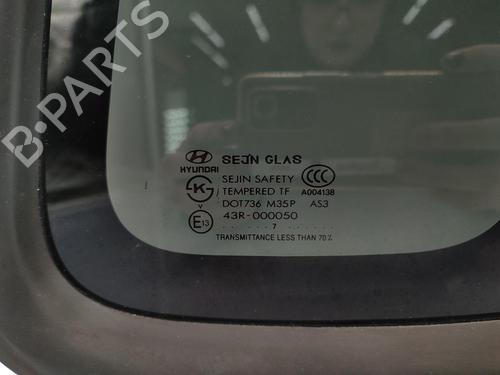 B-PARTS
HYUNDAI
SEJIN GLAS
SEJIN SAFETY
TEMPERED TF
DOT736 M35P AS3
43R-000050
CCC
A004138
K
V
E13
.. ... . 7 . ... ..
TRANSMITTANCE LESS THAN 70%